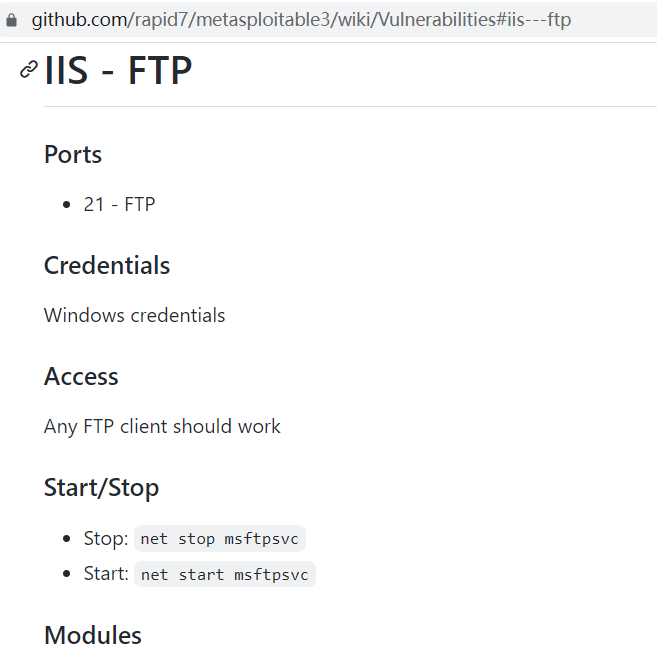 github.com/rapid7/metasploitable3/wiki/Vulnerabilities#iis---ftp
IIS - FTP
Ports
• 21 - FTP
Credentials
Windows credentials
Access
Any FTP client should work
Start/Stop
• Stop: net stop msftpsvc
• Start: net start msftpsvc
Modules